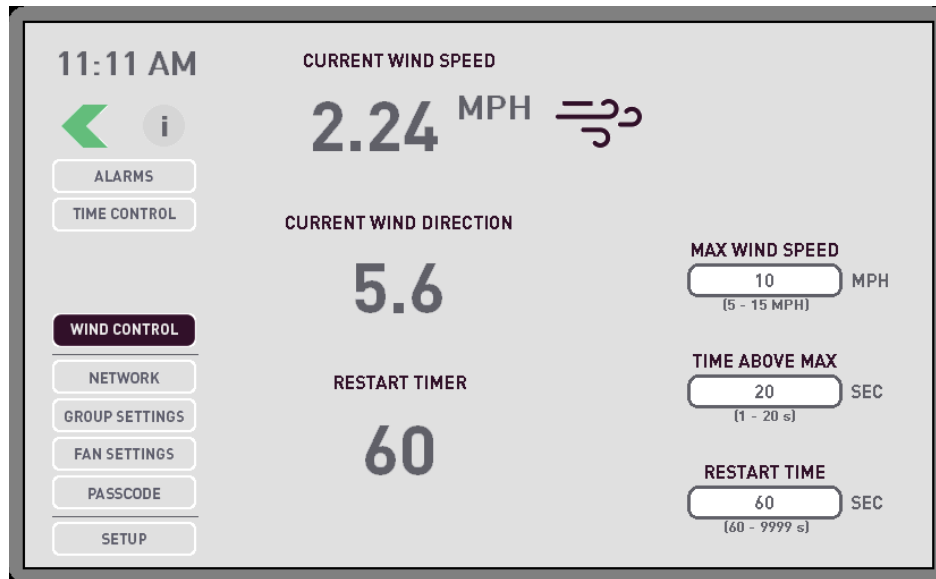 11:11 AM
i
ALARMS
TIME CONTROL
WIND CONTROL
NETWORK
GROUP SETTINGS
FAN SETTINGS
PASSCODE
SETUP
CURRENT WIND SPEED
2.24 MPH
CURRENT WIND DIRECTION
5.6
RESTART TIMER
60
MAX WIND SPEED
10 MPH
(5 - 15 MPH)
TIME ABOVE MAX
20 SEC
(1 - 20 s)
RESTART TIME
60 SEC
(60 - 9999 s)